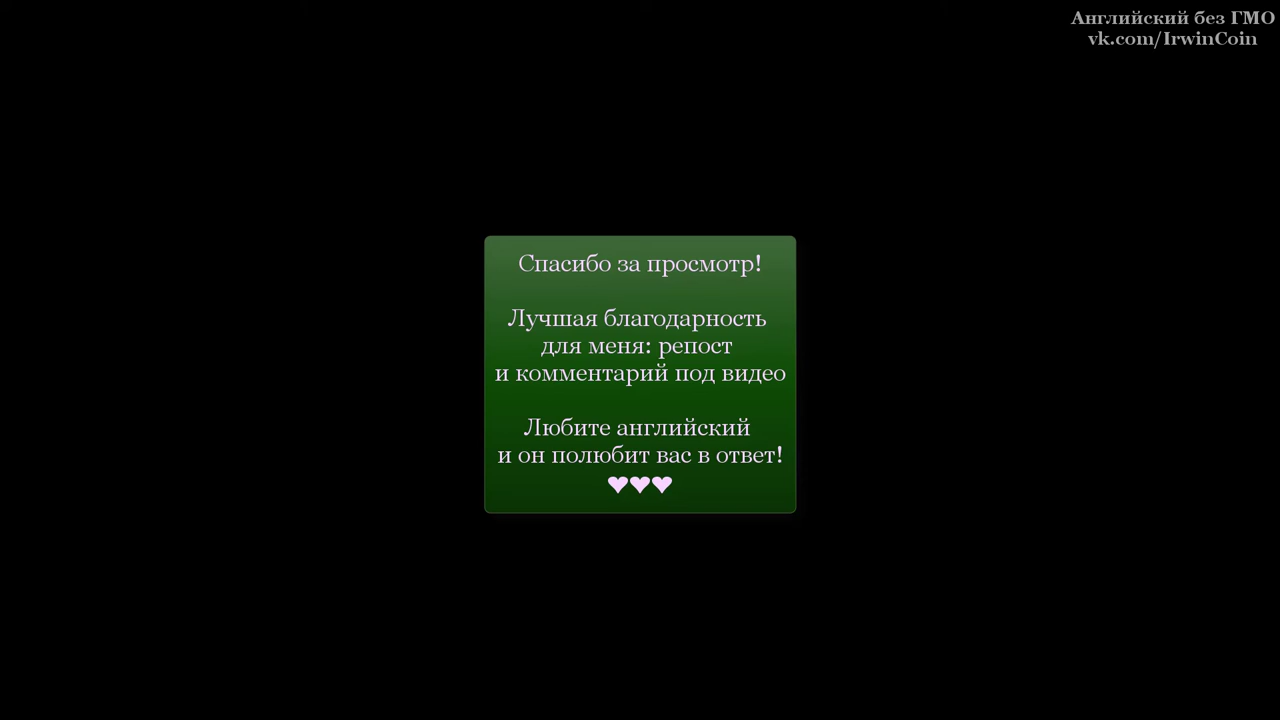 Английский без ГМО
vk.com/IrwinCoin
Спасибо за просмотр!
Лучшая благодарность
для меня: репост
и комментарий под видео
Любите английский
и он полюбит вас в ответ!
♥♥♥